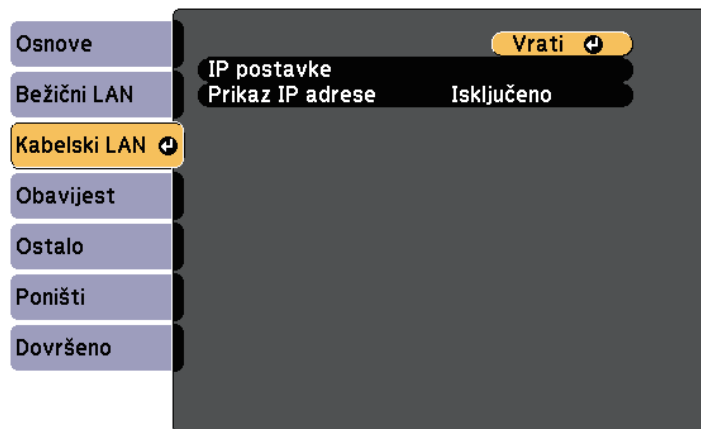 Osnove
Bežični LAN
Kabelski LAN
Obavijest
Ostalo
Poništi
Dovršeno
Vrati
IP postavke
Prikaz IP adrese Isključeno